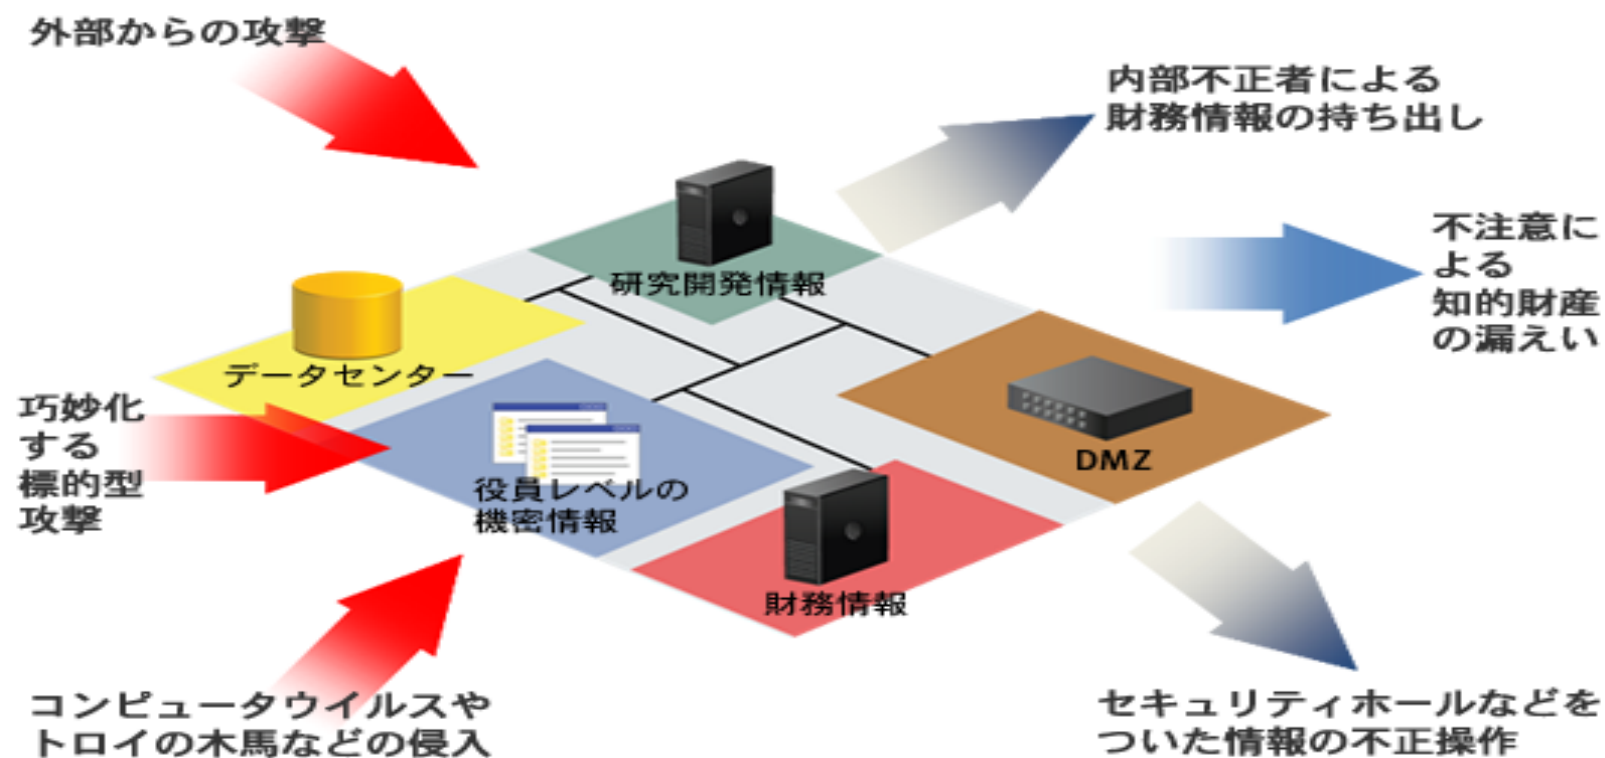 外部からの攻撃
内部不正者による
財務情報の持ち出し
不注意に
よる
知的財産
の漏えい
研究開発情報
データセンター
巧妙化
する
標的型
攻撃
DMZ
役員レベルの
機密情報
財務情報
コンピュータウイルスや
トロイの木馬などの侵入
セキュリティホールなどを
ついた情報の不正操作